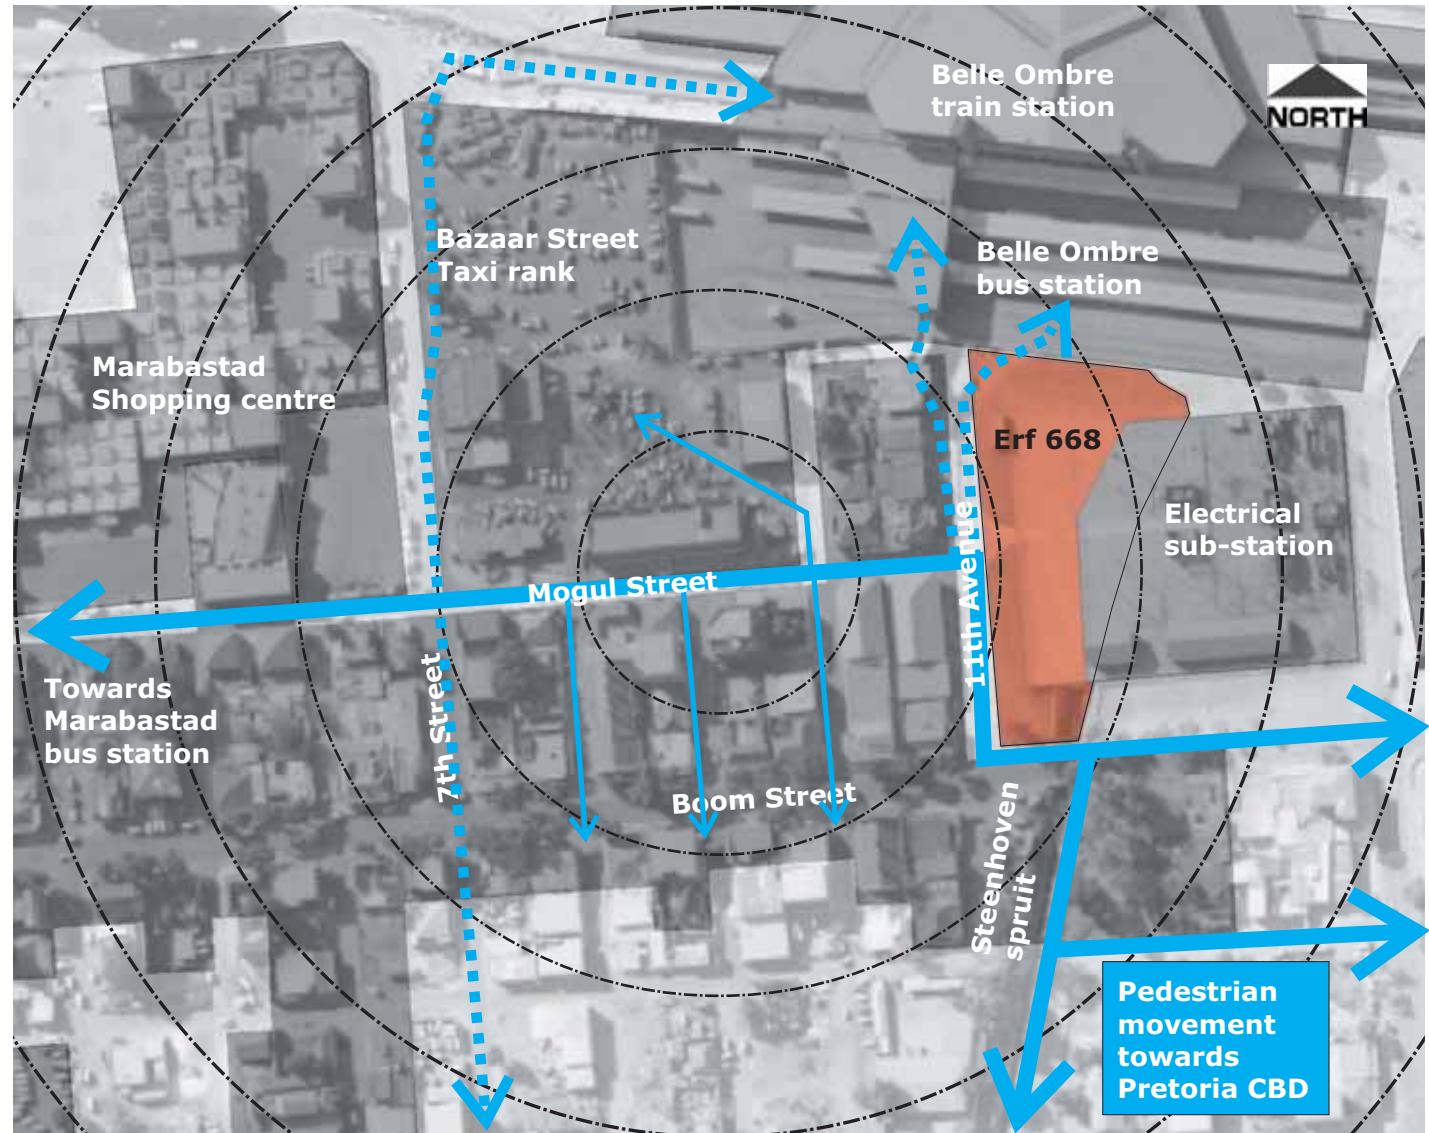 Belle Ombre
train station
NORTH
Bazaar Street
Taxi rank
Belle Ombre
bus station
Marabastad
Shopping centre
Erf 668
Electrical
sub-station
11th Avenue
Mogul Street
Towards
Marabastad
bus station
7th Street
Boom Street
Steenhoven
spruit
Pedestrian
movement
towards
Pretoria CBD